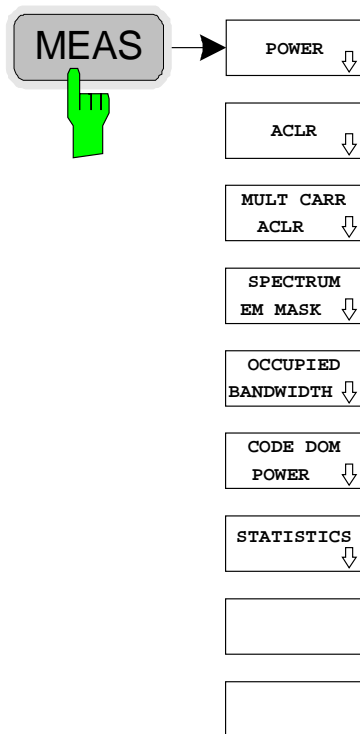 MEAS
POWER
ACLR
MULT CARR
ACLR
SPECTRUM
EM MASK
OCCUPIED
BANDWIDTH
CODE DOM
POWER
STATISTICS